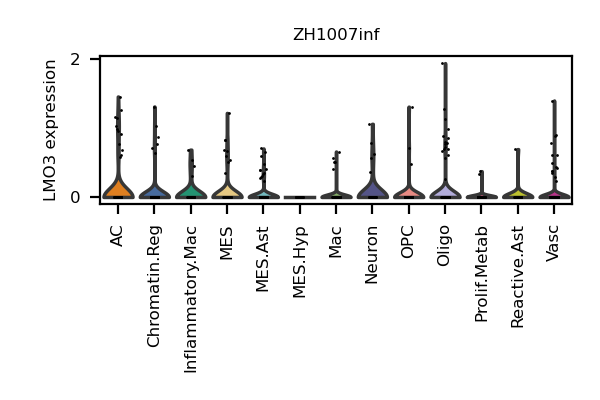 ZH1007inf
LMO3 expression
2
0
AC
Chromatin.Reg
Inflammatory.Mac
MES
MES.Ast
MES.Hyp
Mac
Neuron
OPC
Oligo
Prolif.Metab
Reactive.Ast
Vasc